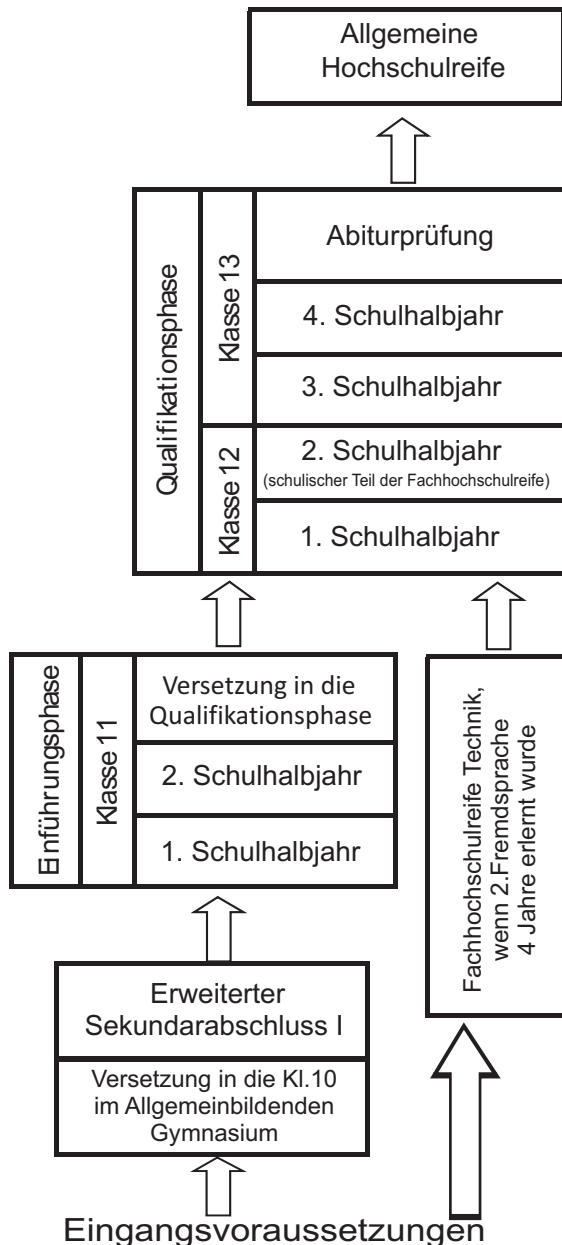 Allgemeine
Hochschulreife
Qualifikationsphase
Klasse 13
Abiturprüfung
4. Schulhalbjahr
3. Schulhalbjahr
Klasse 12
2. Schulhalbjahr
(schulischer Teil der Fachhochschulreife)
1. Schulhalbjahr
Einführungsphase
Klasse 11
Versetzung in die
Qualifikationsphase
2. Schulhalbjahr
1. Schulhalbjahr
Fachhochschulreife Technik,
wenn 2.Fremdsprache
4 Jahre erlernt wurde
Erweiterter
Sekundarabschluss I
Versetzung in die Kl.10
im Allgemeinbildenden
Gymnasium
Eingangsvoraussetzungen